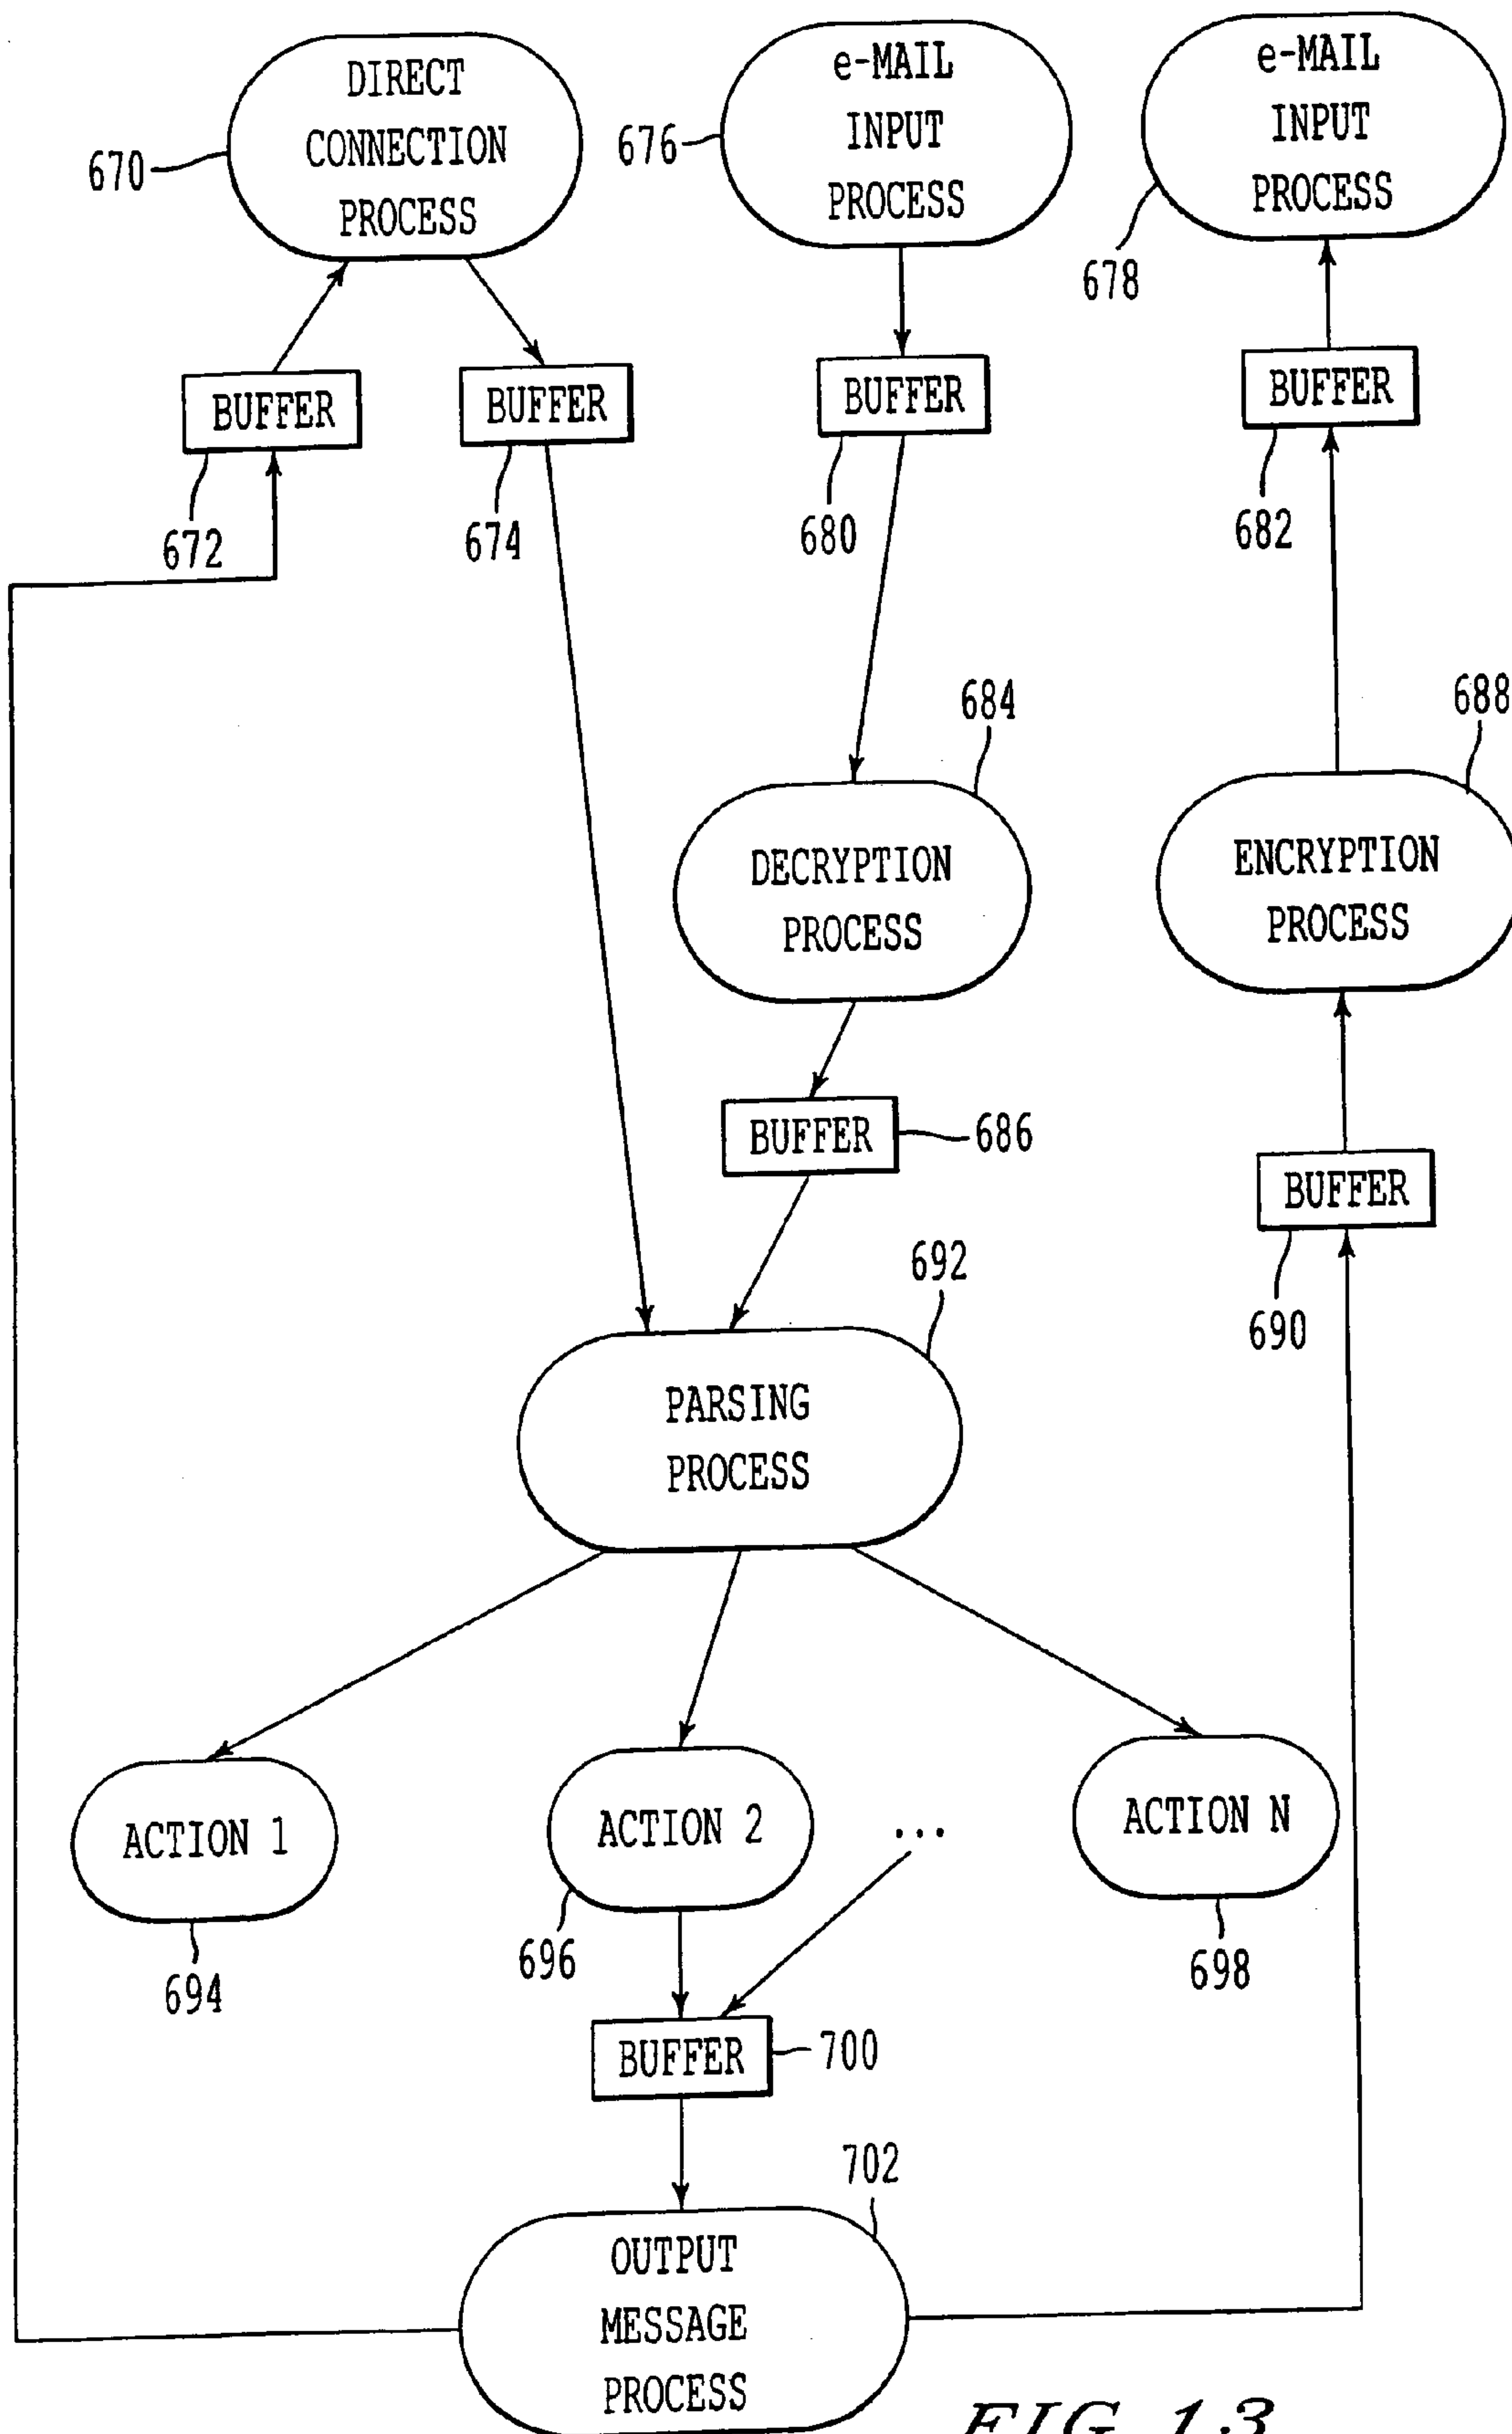 DIRECT
CONNECTION
PROCESS
670
e-MAIL
INPUT
PROCESS
676
e-MAIL
INPUT
PROCESS
678
BUFFER
672
BUFFER
674
BUFFER
680
BUFFER
682
684
DECRYPTION
PROCESS
688
ENCRYPTION
PROCESS
BUFFER
686
BUFFER
690
692
PARSING
PROCESS
ACTION 1
694
ACTION 2
696
...
ACTION N
698
BUFFER
700
702
OUTPUT
MESSAGE
PROCESS
FIG. 13